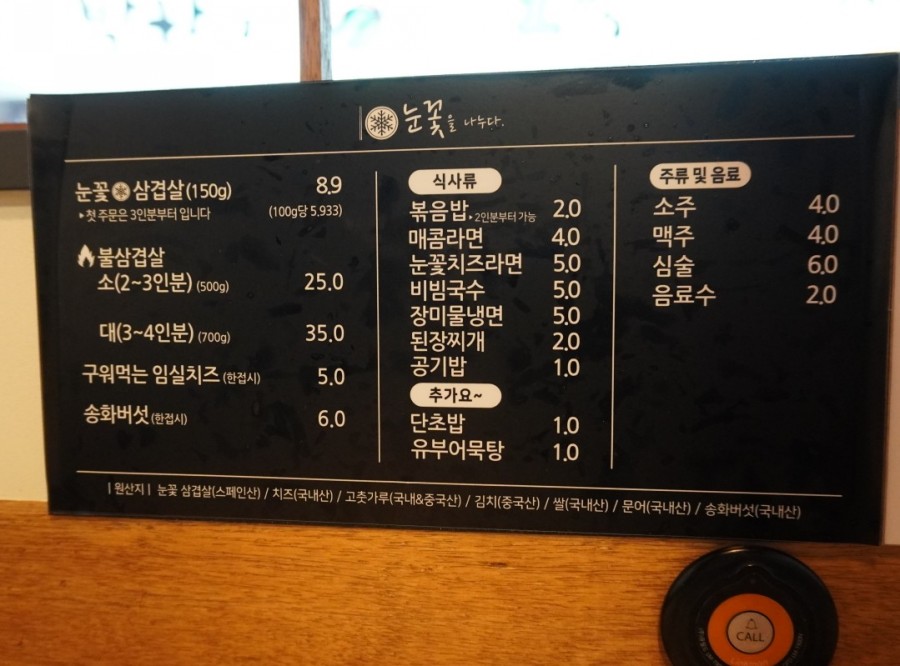 눈꽃을 나누다.
눈꽃 삼겹살(150g) 8.9
▸첫 주문은 3인분부터 입니다 (100g당 5.933)
불삼겹살
소(2~3인분) (500g) 25.0
대(3~4인분) (700g) 35.0
구워먹는 임실치즈 (한접시) 5.0
송화버섯 (한접시) 6.0
식사류
볶음밥 ▸2인분부터 가능 2.0
매콤라면 4.0
눈꽃치즈라면 5.0
비빔국수 5.0
장미물냉면 5.0
된장찌개 2.0
공기밥 1.0
추가요~
단초밥 1.0
유부어묵탕 1.0
주류 및 음료
소주 4.0
맥주 4.0
심술 6.0
음료수 2.0
|원산지| 눈꽃 삼겹살(스페인산) / 치즈(국내산) / 고춧가루(국내&중국산) / 김치(중국산) / 쌀(국내산) / 문어(국내산) / 송화버섯(국내산)
CALL